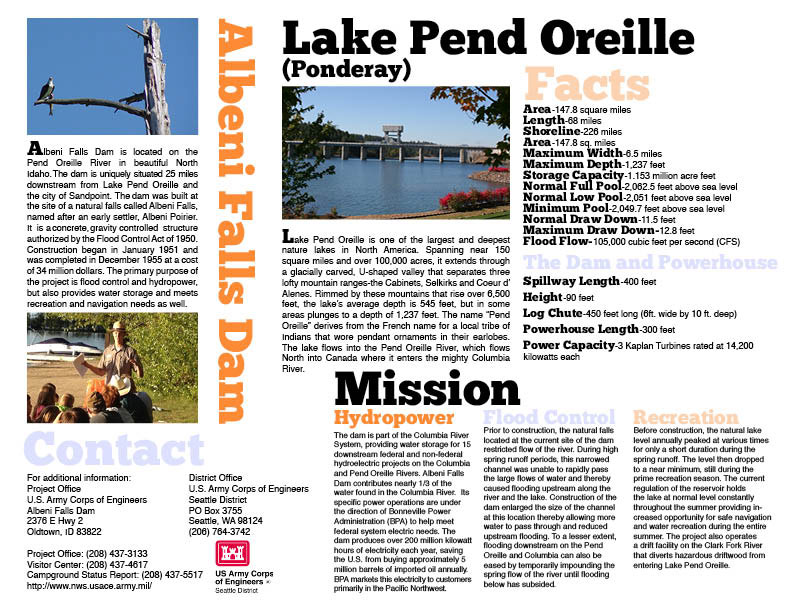 Albeni Falls Dam
Albeni Falls Dam is located on the
Pend Oreille River in beautiful North
Idaho. The dam is uniquely situated 25 miles
downstream from Lake Pend Oreille and
the city of Sandpoint. The dam was built at
the site of a natural falls called Albeni Falls,
named after an early settler, Albeni Poirier.
It is a concrete, gravity controlled structure
authorized by the Flood Control Act of 1950.
Construction began in January 1951 and
was completed in December 1955 at a cost
of 34 million dollars. The primary purpose of
the project is flood control and hydropower,
but also provides water storage and meets
recreation and navigation needs as well.
Lake Pend Oreille
(Ponderay)
Lake Pend Oreille is one of the largest and deepest
nature lakes in North America. Spanning near 150
square miles and over 100,000 acres, it extends through
a glacially carved, U-shaped valley that separates three
lofty mountain ranges-the Cabinets, Selkirks and Coeur d'
Alenes. Rimmed by these mountains that rise over 6,500
feet, the lake's average depth is 545 feet, but in some
areas plunges to a depth of 1,237 feet. The name "Pend
Oreille" derives from the French name for a local tribe of
Indians that wore pendant ornaments in their earlobes.
The lake flows into the Pend Oreille River, which flows
North into Canada where it enters the mighty Columbia
River.
Facts
Area-147.8 square miles
Length-68 miles
Shoreline-226 miles
Area-147.8 sq. miles
Maximum Width-6.5 miles
Maximum Depth-1,237 feet
Storage Capacity-1.153 million acre feet
Normal Full Pool-2,062.5 feet above sea level
Normal Low Pool-2,051 feet above sea level
Minimum Pool-2,049.7 feet above sea level
Normal Draw Down-11.5 feet
Maximum Draw Down-12.8 feet
Flood Flow-105,000 cubic feet per second (CFS)
The Dam and Powerhouse
Spillway Length-400 feet
Height-90 feet
Log Chute-450 feet long (6ft. wide by 10 ft. deep)
Powerhouse Length-300 feet
Power Capacity-3 Kaplan Turbines rated at 14,200
kilowatts each
Mission
Hydropower
The dam is part of the Columbia River
System, providing water storage for 15
downstream federal and non-federal
hydroelectric projects on the Columbia
and Pend Oreille Rivers. Albeni Falls
Dam contributes nearly 1/3 of the
water found in the Columbia River. Its
specific power operations are under
the direction of Bonneville Power
Administration (BPA) to help meet
federal system electric needs. The
dam produces over 200 million kilowatt
hours of electricity each year, saving
the U.S. from buying approximately 5
million barrels of imported oil annually.
BPA markets this electricity to customers
primarily in the Pacific Northwest.
Flood Control
Prior to construction, the natural falls
located at the current site of the dam
restricted flow of the river. During high
spring runoff periods, this narrowed
channel was unable to rapidly pass
the large flows of water and thereby
caused flooding upstream along the
river and the lake. Construction of the
dam enlarged the size of the channel
at this location thereby allowing more
water to pass through and reduced
upstream flooding. To a lesser extent,
flooding downstream on the Pend
Oreille and Columbia can also be
eased by temporarily impounding the
spring flow of the river until flooding
below has subsided.
Recreation
Before construction, the natural lake
level annually peaked at various times
for only a short duration during the
spring runoff. The level then dropped
to a near minimum, still during the
prime recreation season. The current
regulation of the reservoir holds
the lake at normal level constantly
throughout the summer providing in-
creased opportunity for safe navigation
and water recreation during the entire
summer. The project also operates
a drift facility on the Clark Fork River
that diverts hazardous driftwood from
entering Lake Pend Oreille.
Contact
For additional information:
Project Office
U.S. Army Corps of Engineers
Albeni Falls Dam
2376 E Hwy 2
Oldtown, ID 83822
Project Office: (208) 437-3133
Visitor Center: (208) 437-4617
Campground Status Report: (208) 437-5517
http://www.nws.usace.army.mil/
District Office
U.S. Army Corps of Engineers
Seattle District
PO Box 3755
Seattle, WA 98124
(206) 764-3742
US Army Corps
of Engineers ®
Seattle District